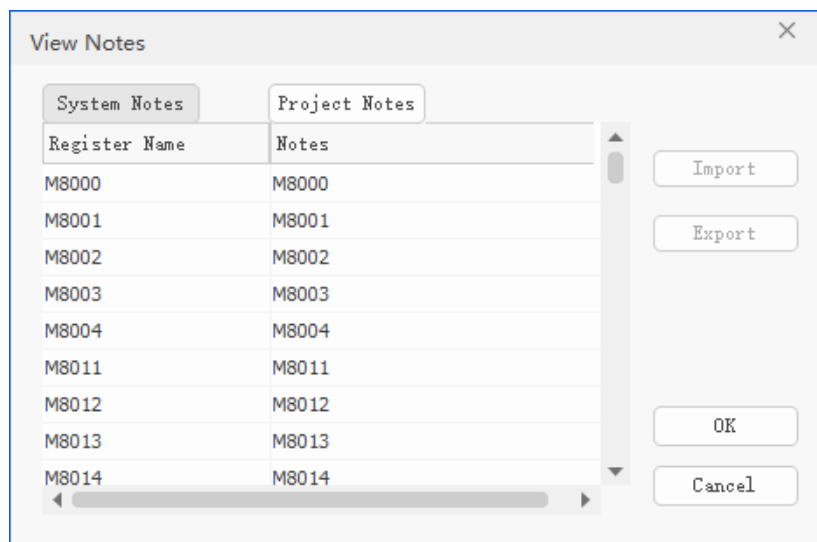 View Notes
System Notes Project Notes
Register Name Notes
M8000 M8000
M8001 M8001
M8002 M8002
M8003 M8003
M8004 M8004
M8011 M8011
M8012 M8012
M8013 M8013
M8014 M8014
Import
Export
OK
Cancel